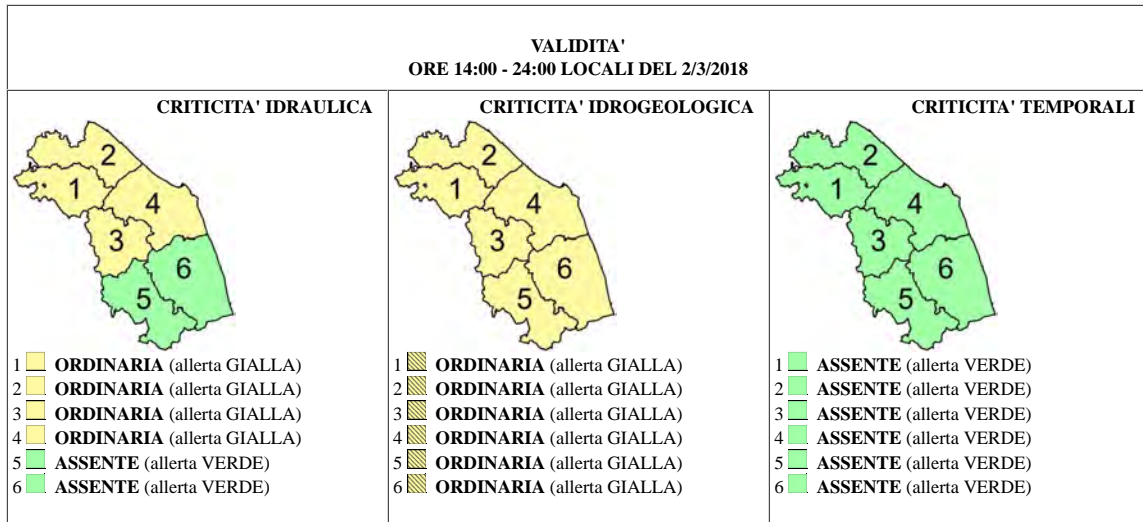 VALIDITA'
ORE 14:00 - 24:00 LOCALI DEL 2/3/2018
CRITICITA' IDRAULICA
2
1
4
3
6
5
1 ORDINARIA (allerta GIALLA)
2 ORDINARIA (allerta GIALLA)
3 ORDINARIA (allerta GIALLA)
4 ORDINARIA (allerta GIALLA)
5 ASSENTE (allerta VERDE)
6 ASSENTE (allerta VERDE)
CRITICITA' IDROGEOLOGICA
2
1
4
3
6
5
1 ORDINARIA (allerta GIALLA)
2 ORDINARIA (allerta GIALLA)
3 ORDINARIA (allerta GIALLA)
4 ORDINARIA (allerta GIALLA)
5 ORDINARIA (allerta GIALLA)
6 ORDINARIA (allerta GIALLA)
CRITICITA' TEMPORALI
2
1
4
3
6
5
1 ASSENTE (allerta VERDE)
2 ASSENTE (allerta VERDE)
3 ASSENTE (allerta VERDE)
4 ASSENTE (allerta VERDE)
5 ASSENTE (allerta VERDE)
6 ASSENTE (allerta VERDE)